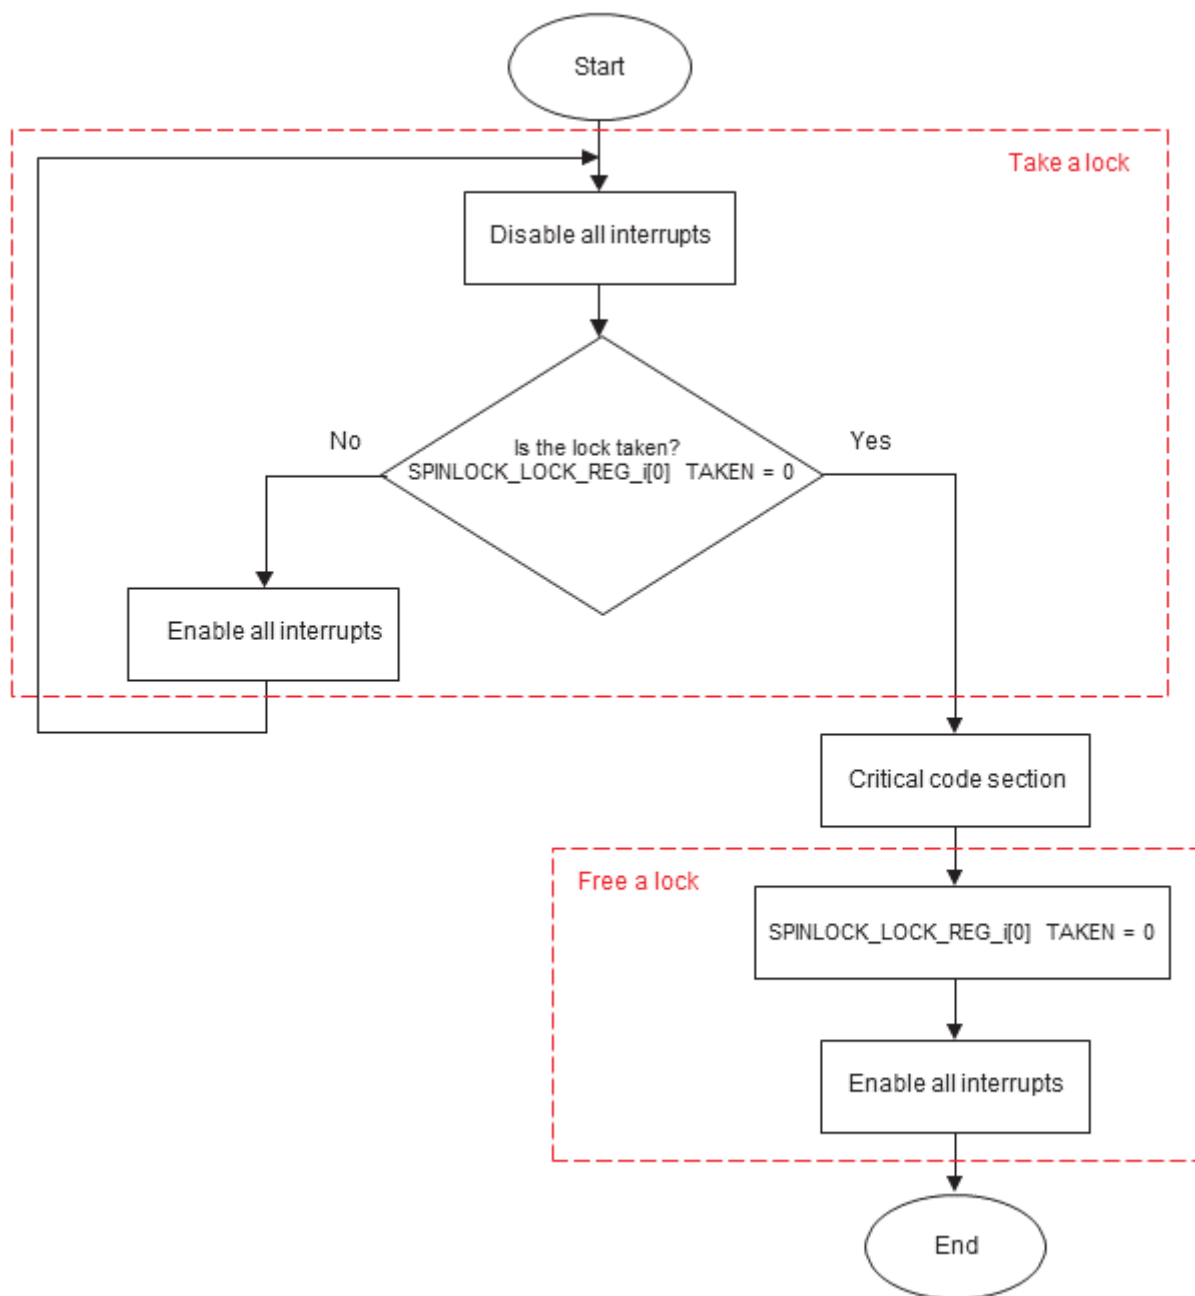 Start
Take a lock
Disable all interrupts
No
Is the lock taken?
Yes
SPINLOCK_LOCK_REG_i[0] TAKEN = 0
Enable all interrupts
Critical code section
Free a lock
SPINLOCK_LOCK_REG_i[0] TAKEN = 0
Enable all interrupts
End